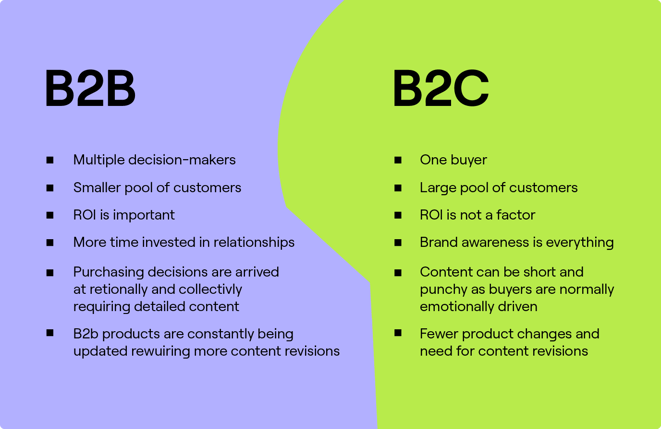 B2B
Multiple decision-makers
Smaller pool of customers
ROI is important
More time invested in relationships
Purchasing decisions are arrived
at retionally and collectivly
requiring detailed content
B2b products are constantly being
updated rewuiring more content revisions
B2C
One buyer
Large pool of customers
ROI is not a factor
Brand awareness is everything
Content can be short and
punchy as buyers are normally
emotionally driven
Fewer product changes and
need for content revisions